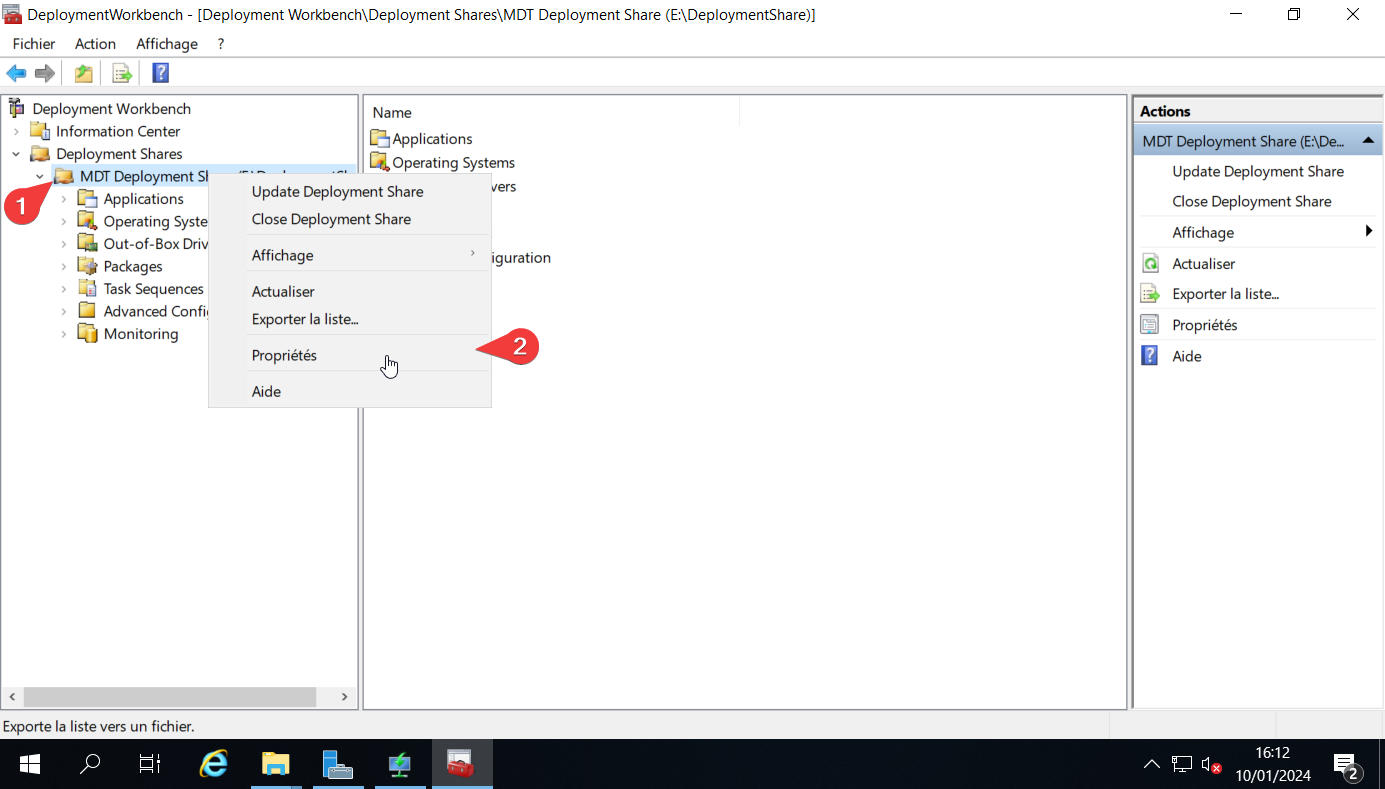 DeploymentWorkbench - [Deployment Workbench\Deployment Shares\MDT Deployment Share (E:\DeploymentShare)]
Fichier Action Affichage ?
Deployment Workbench
Information Center
Deployment Shares
MDT Deployment Sh
1
Applications
Operating Syste
Out-of-Box Driv
Packages
Task Sequences
Advanced Config
Monitoring
Update Deployment Share
Close Deployment Share
Affichage
Actualiser
Exporter la liste...
Propriétés
2
Aide
Name
Applications
Operating Systems
vers
iguration
Actions
MDT Deployment Share (E:\De...
Update Deployment Share
Close Deployment Share
Affichage
Actualiser
Exporter la liste...
Propriétés
Aide
Exporte la liste vers un fichier.
16:12
10/01/2024
2